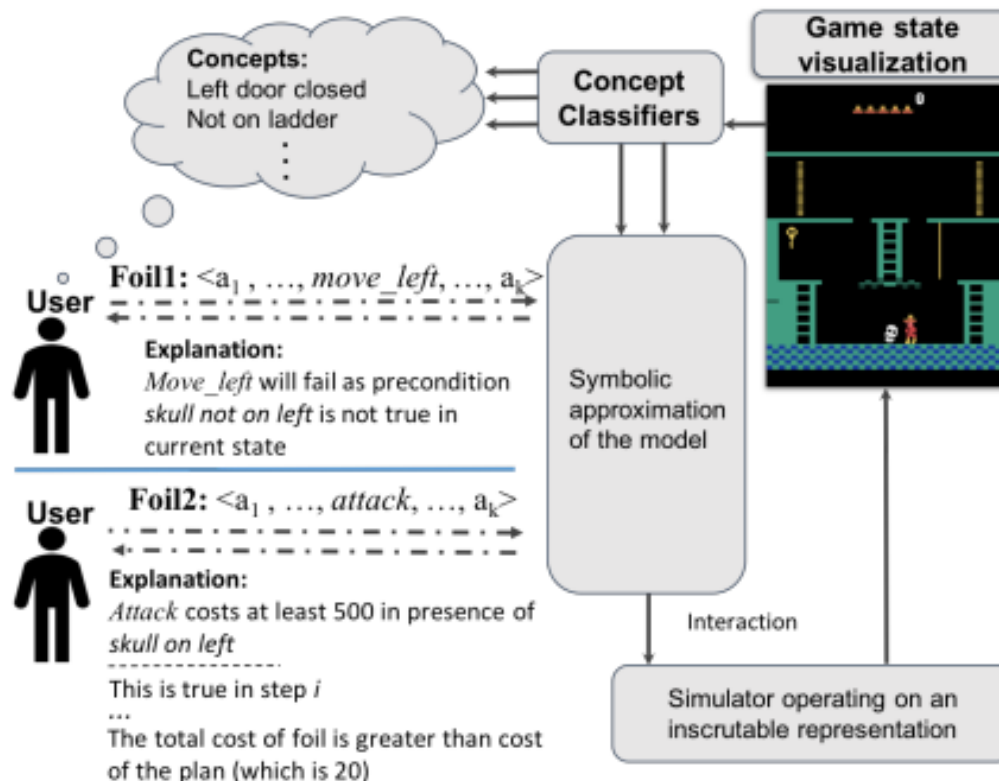 Concepts:
Left door closed
Not on ladder
Concept
Classifiers
Game state
visualization
0
User
Foil1: <a1 , ..., move_left, ..., ak>
Explanation:
Move_left will fail as precondition
skull not on left is not true in
current state
Symbolic
approximation
of the model
User
Foil2: <a1 , ..., attack, ..., ak>
Explanation:
Attack costs at least 500 in presence of
skull on left
This is true in step i
...
The total cost of foil is greater than cost
of the plan (which is 20)
Interaction
Simulator operating on an
inscrutable representation